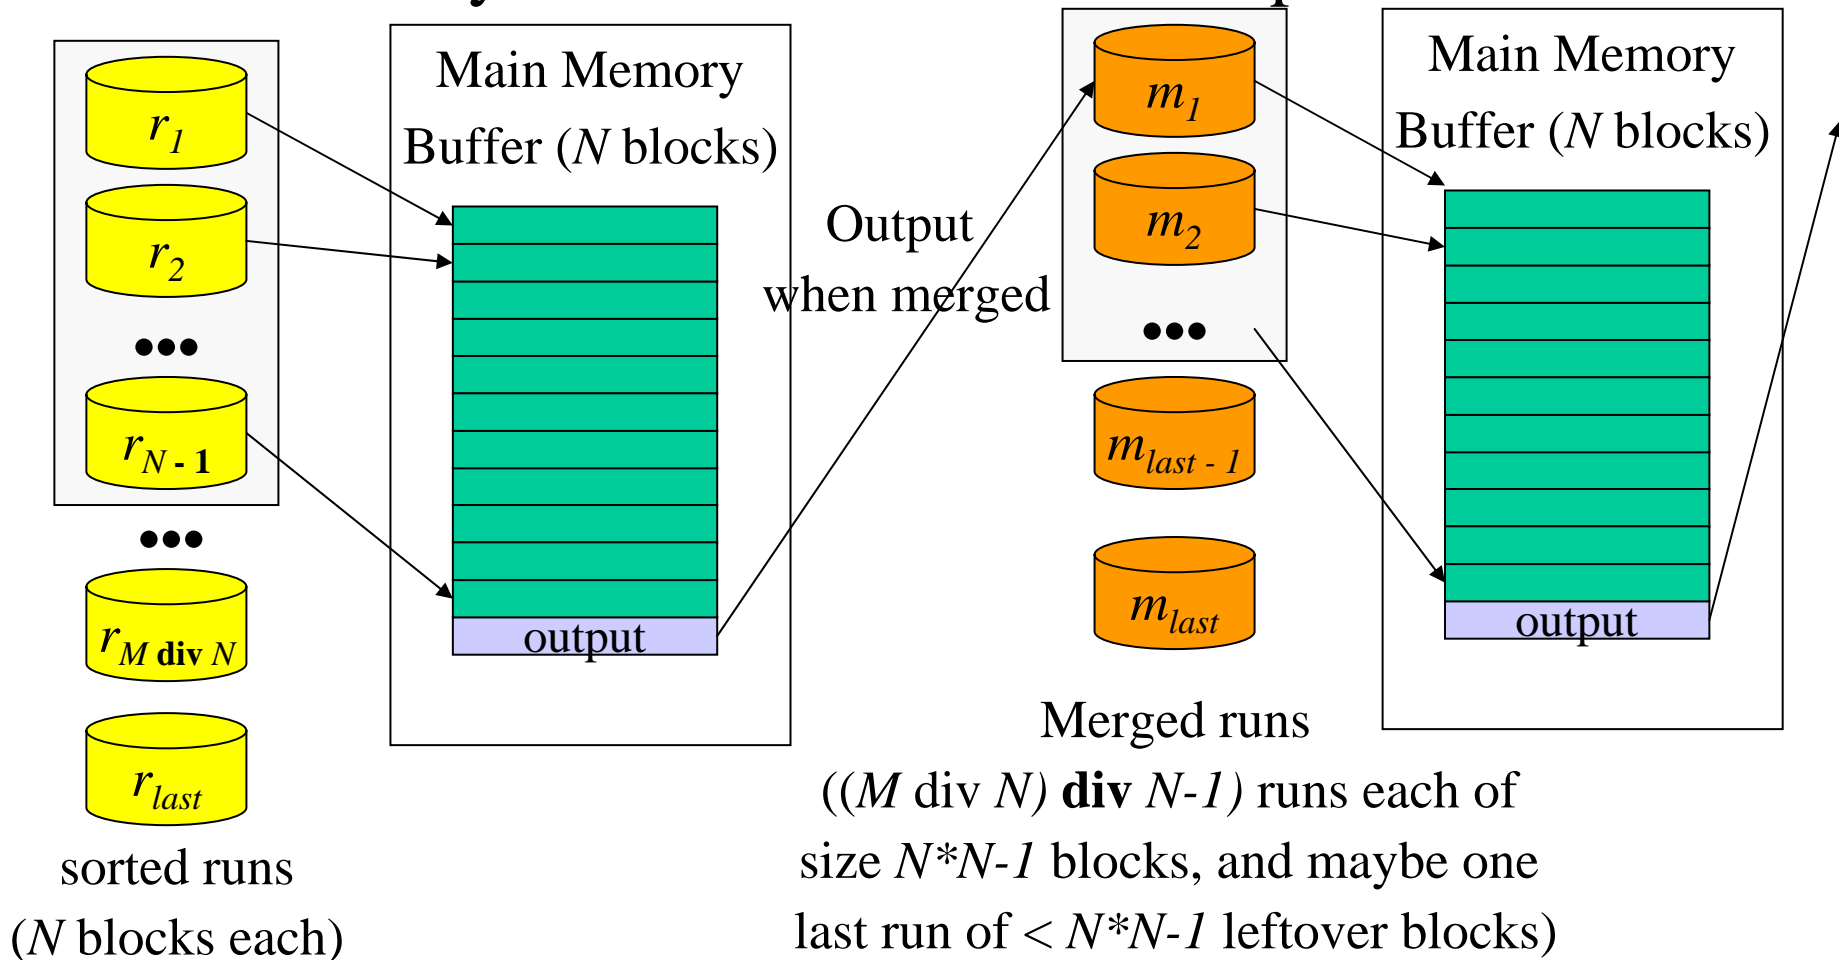 r1
r2
•••
rN - 1
•••
rM div N
rlast
sorted runs
(N blocks each)
Main Memory
Buffer (N blocks)
output
Output
when merged
m1
m2
•••
mlast - 1
mlast
Merged runs
((M div N) div N-1) runs each of
size N*N-1 blocks, and maybe one
last run of < N*N-1 leftover blocks)
Main Memory
Buffer (N blocks)
output